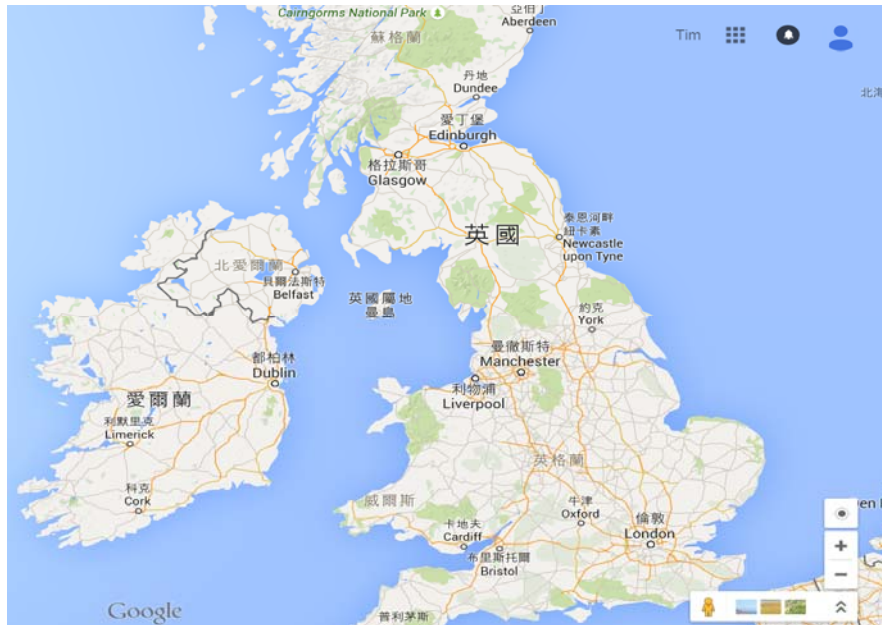 Cairngorms National Park
亞伯丁
Aberdeen
蘇格蘭
Tim
丹地
Dundee
北海
愛丁堡
Edinburgh
格拉斯哥
Glasgow
英國
泰恩河畔
紐卡素
Newcastle
upon Tyne
北愛爾蘭
貝爾法斯特
Belfast
英國屬地
曼島
約克
York
都柏林
Dublin
曼徹斯特
Manchester
利物浦
Liverpool
愛爾蘭
利默里克
Limerick
英格蘭
科克
Cork
威爾斯
牛津
Oxford
卡地夫
Cardiff
倫敦
London
布里斯托爾
Bristol
普利茅斯
Google